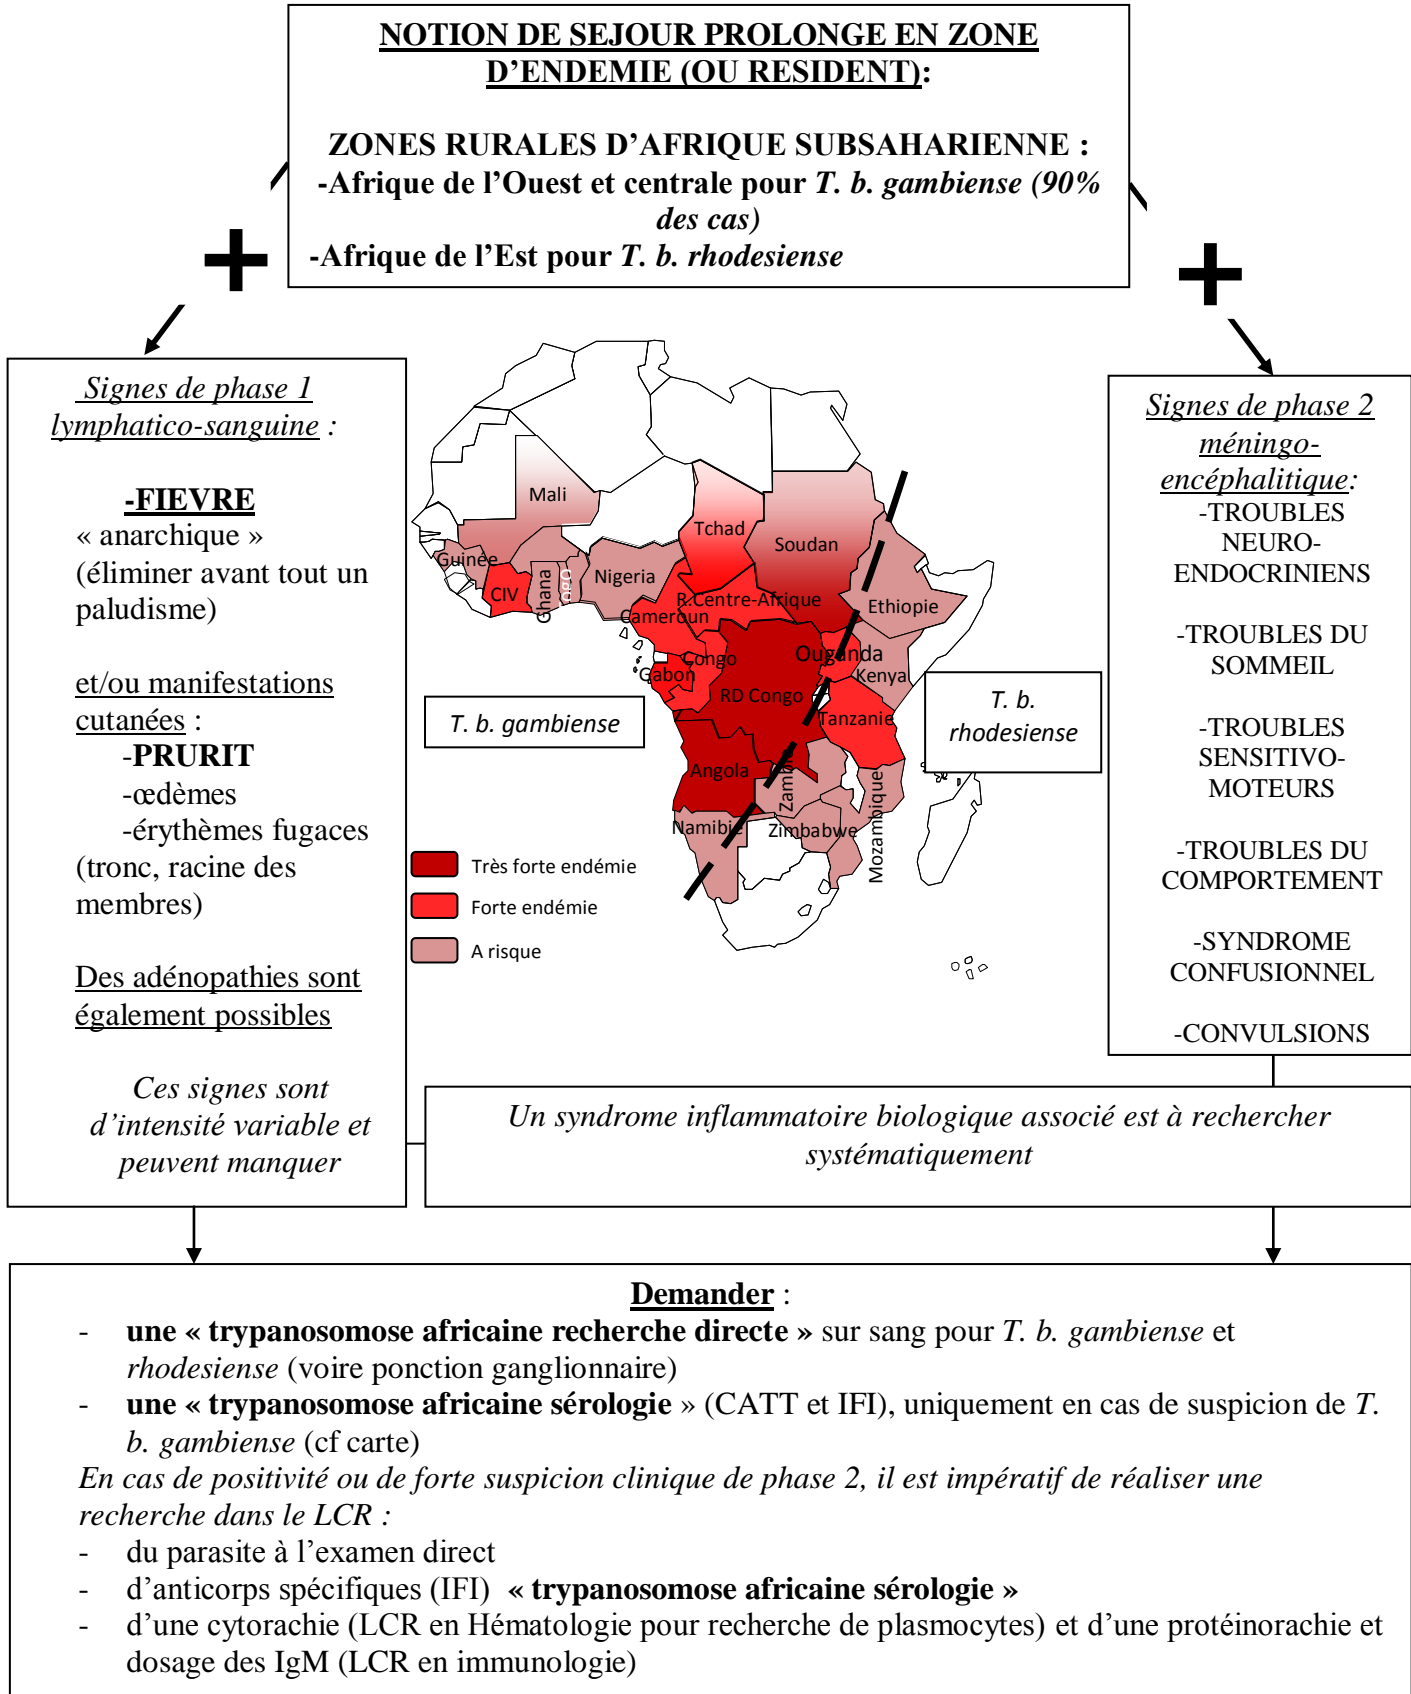 NOTION DE SEJOUR PROLONGE EN ZONE
D’ENDEMIE (OU RESIDENT):
ZONES RURALES D’AFRIQUE SUBSAHARIENNE :
-Afrique de l’Ouest et centrale pour T. b. gambiense (90%
des cas)
-Afrique de l’Est pour T. b. rhodesiense
+
+
Signes de phase 1
lymphatico-sanguine :
-FIEVRE
« anarchique »
(éliminer avant tout un
paludisme)
et/ou manifestations
cutanées :
-PRURIT
-œdèmes
-érythèmes fugaces
(tronc, racine des
membres)
Des adénopathies sont
également possibles
Ces signes sont
d’intensité variable et
peuvent manquer
Mali
Tchad
Soudan
Guinée
CIV
Ghana
Togo
Nigeria
R.Centre-Afrique
Cameroun
Ethiopie
Congo
Gabon
Ouganda
Kenya
RD Congo
Tanzanie
Angola
Zambie
Namibie
Zimbabwe
Mozambique
T. b. gambiense
T. b.
rhodesiense
Très forte endémie
Forte endémie
A risque
Signes de phase 2
méningo-
encéphalitique:
-TROUBLES
NEURO-
ENDOCRINIENS
-TROUBLES DU
SOMMEIL
-TROUBLES
SENSITIVO-
MOTEURS
-TROUBLES DU
COMPORTEMENT
-SYNDROME
CONFUSIONNEL
-CONVULSIONS
Un syndrome inflammatoire biologique associé est à rechercher
systématiquement
Demander :
- une « trypanosomose africaine recherche directe » sur sang pour T. b. gambiense et
rhodesiense (voire ponction ganglionnaire)
- une « trypanosomose africaine sérologie » (CATT et IFI), uniquement en cas de suspicion de T.
b. gambiense (cf carte)
En cas de positivité ou de forte suspicion clinique de phase 2, il est impératif de réaliser une
recherche dans le LCR :
- du parasite à l’examen direct
- d’anticorps spécifiques (IFI) « trypanosomose africaine sérologie »
- d’une cytorachie (LCR en Hématologie pour recherche de plasmocytes) et d’une protéinorachie et
dosage des IgM (LCR en immunologie)